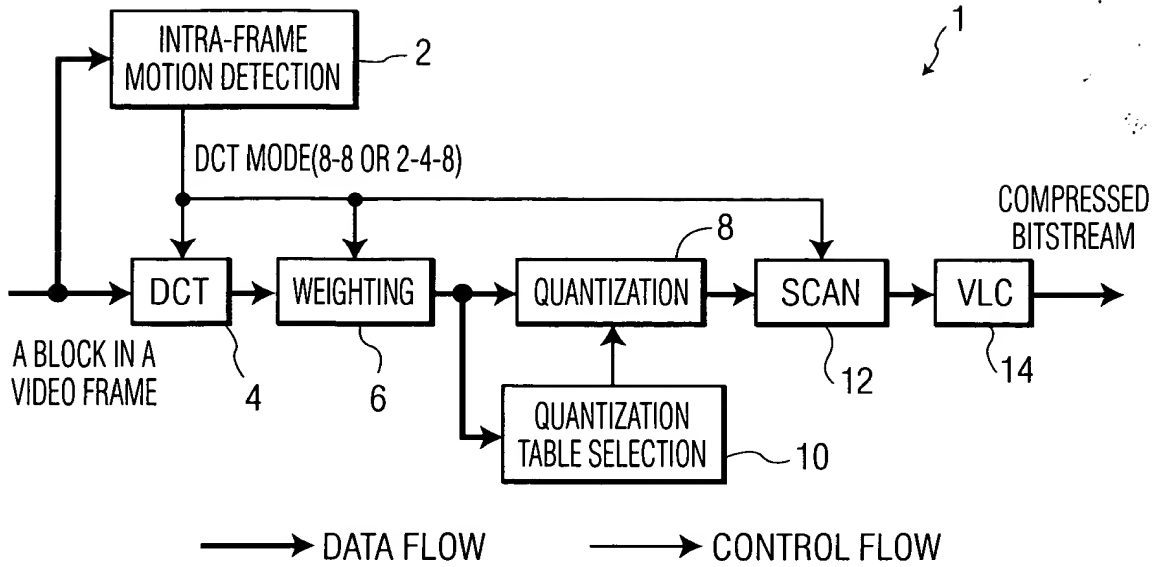 INTRA-FRAME
MOTION DETECTION
2
1
DCT MODE(8-8 OR 2-4-8)
COMPRESSED
BITSTREAM
8
DCT
WEIGHTING
QUANTIZATION
SCAN
VLC
A BLOCK IN A
VIDEO FRAME
4
6
12
14
QUANTIZATION
TABLE SELECTION
10
DATA FLOW
CONTROL FLOW